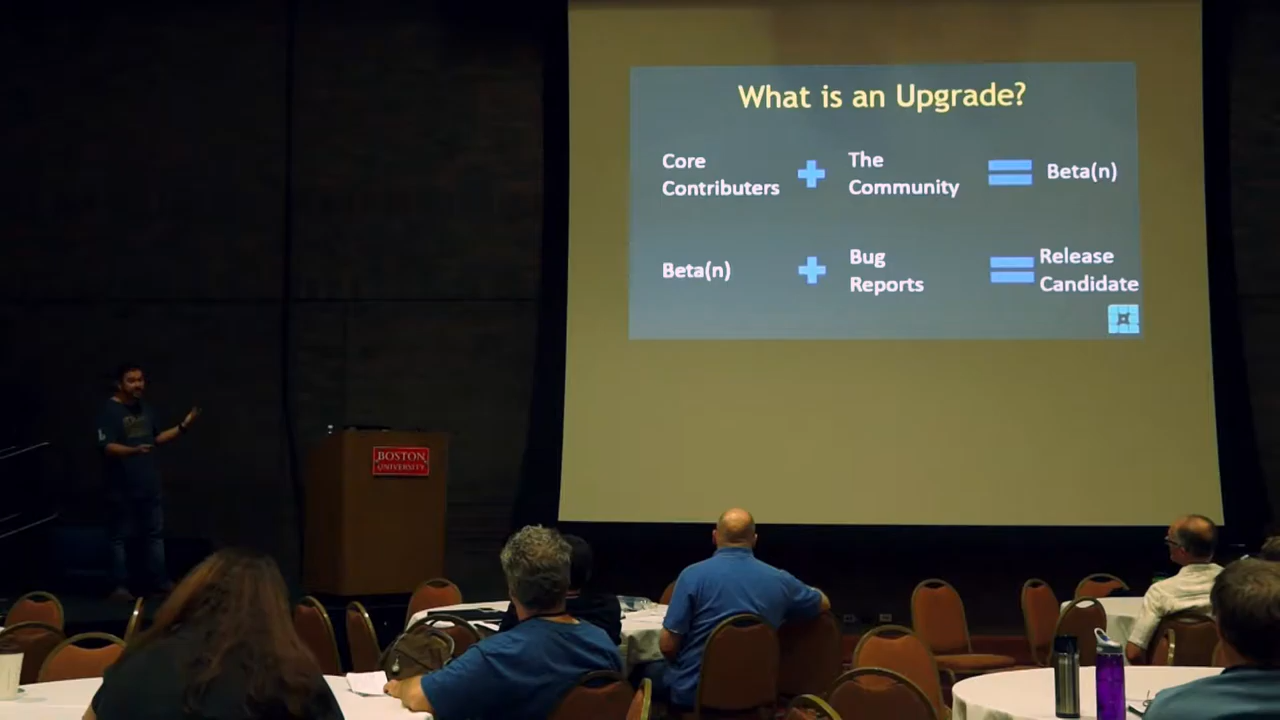 What is an Upgrade?
Core
Contributers
The
Community
Beta(n)
Beta(n)
Bug
Reports
Release
Candidate
BOSTON
UNIVERSITY